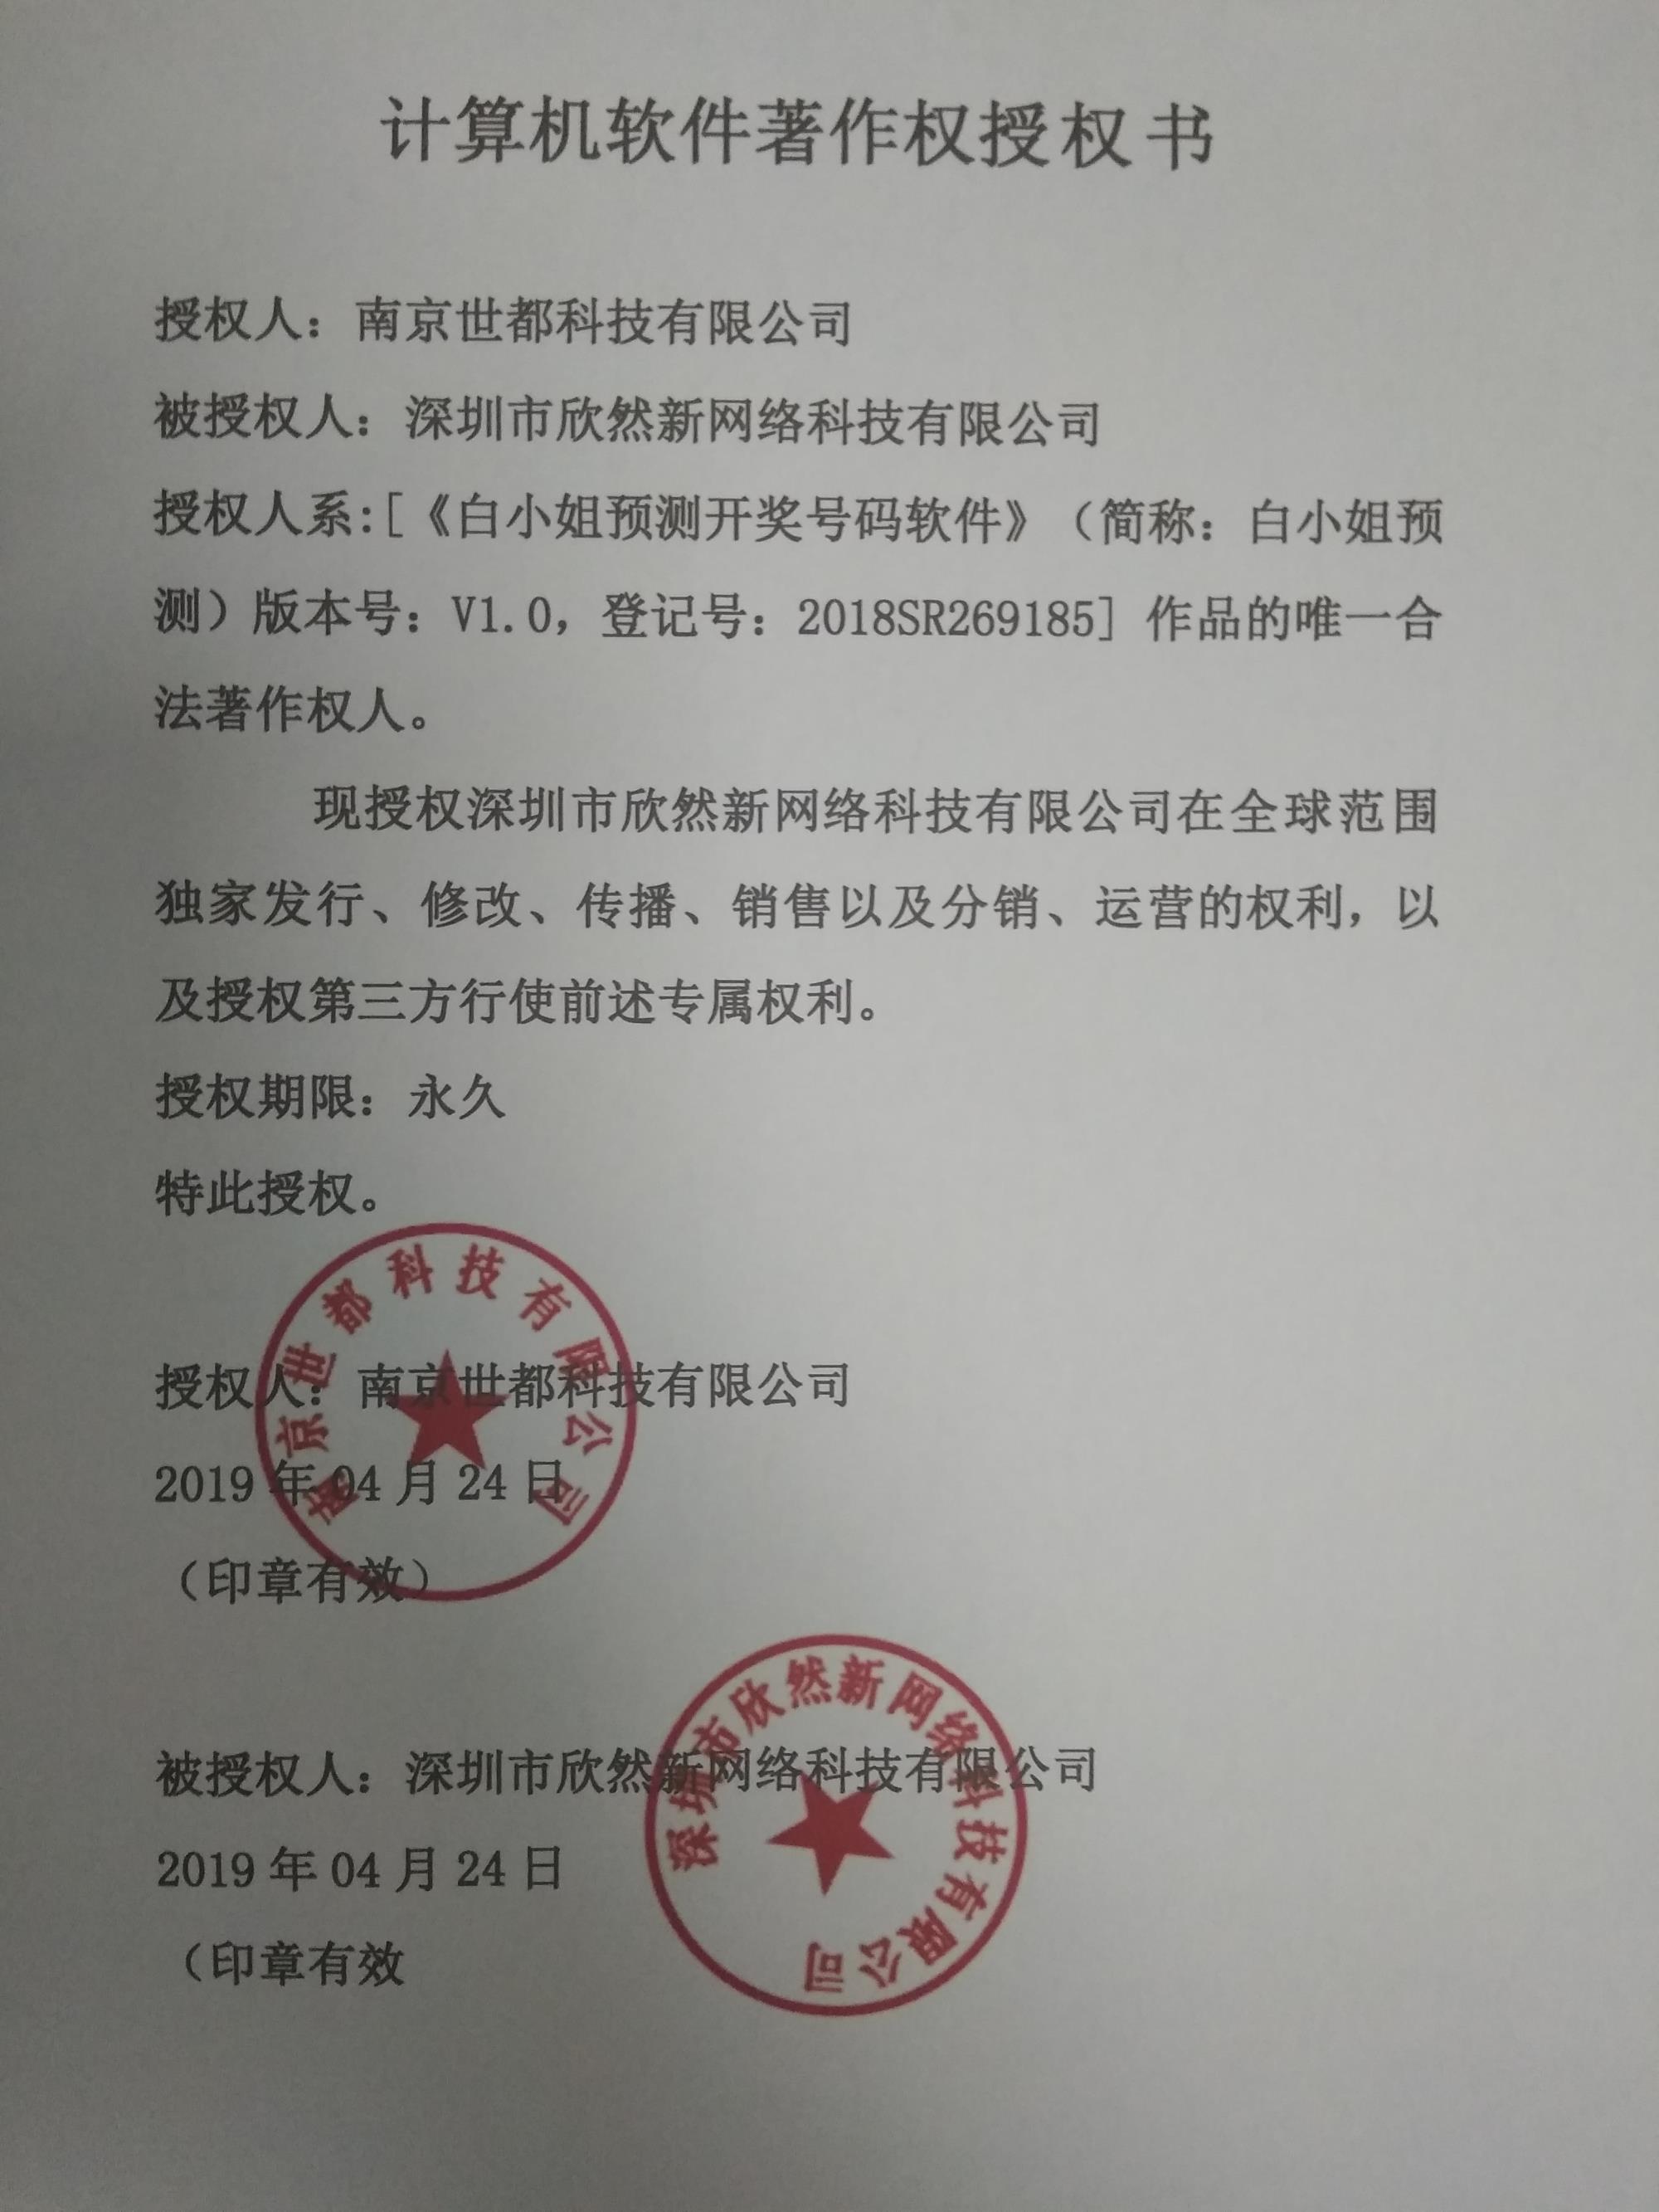 计算机软件著作权授权书
授权人：南京世都科技有限公司
被授权人：深圳市欣然新网络科技有限公司
授权人系:[《白小姐预测开奖号码软件》（简称：白小姐预
测）版本号：V1.0，登记号：2018SR269185] 作品的唯一合
法著作权人。
现授权深圳市欣然新网络科技有限公司在全球范围
独家发行、修改、传播、销售以及分销、运营的权利，以
及授权第三方行使前述专属权利。
授权期限：永久
特此授权。
南京世都科技有限公司
授权人：南京世都科技有限公司
2019 年 04 月 24 日
（印章有效）
深圳市欣然新网络科技有限公司
被授权人：深圳市欣然新网络科技有限公司
2019 年 04 月 24 日
（印章有效